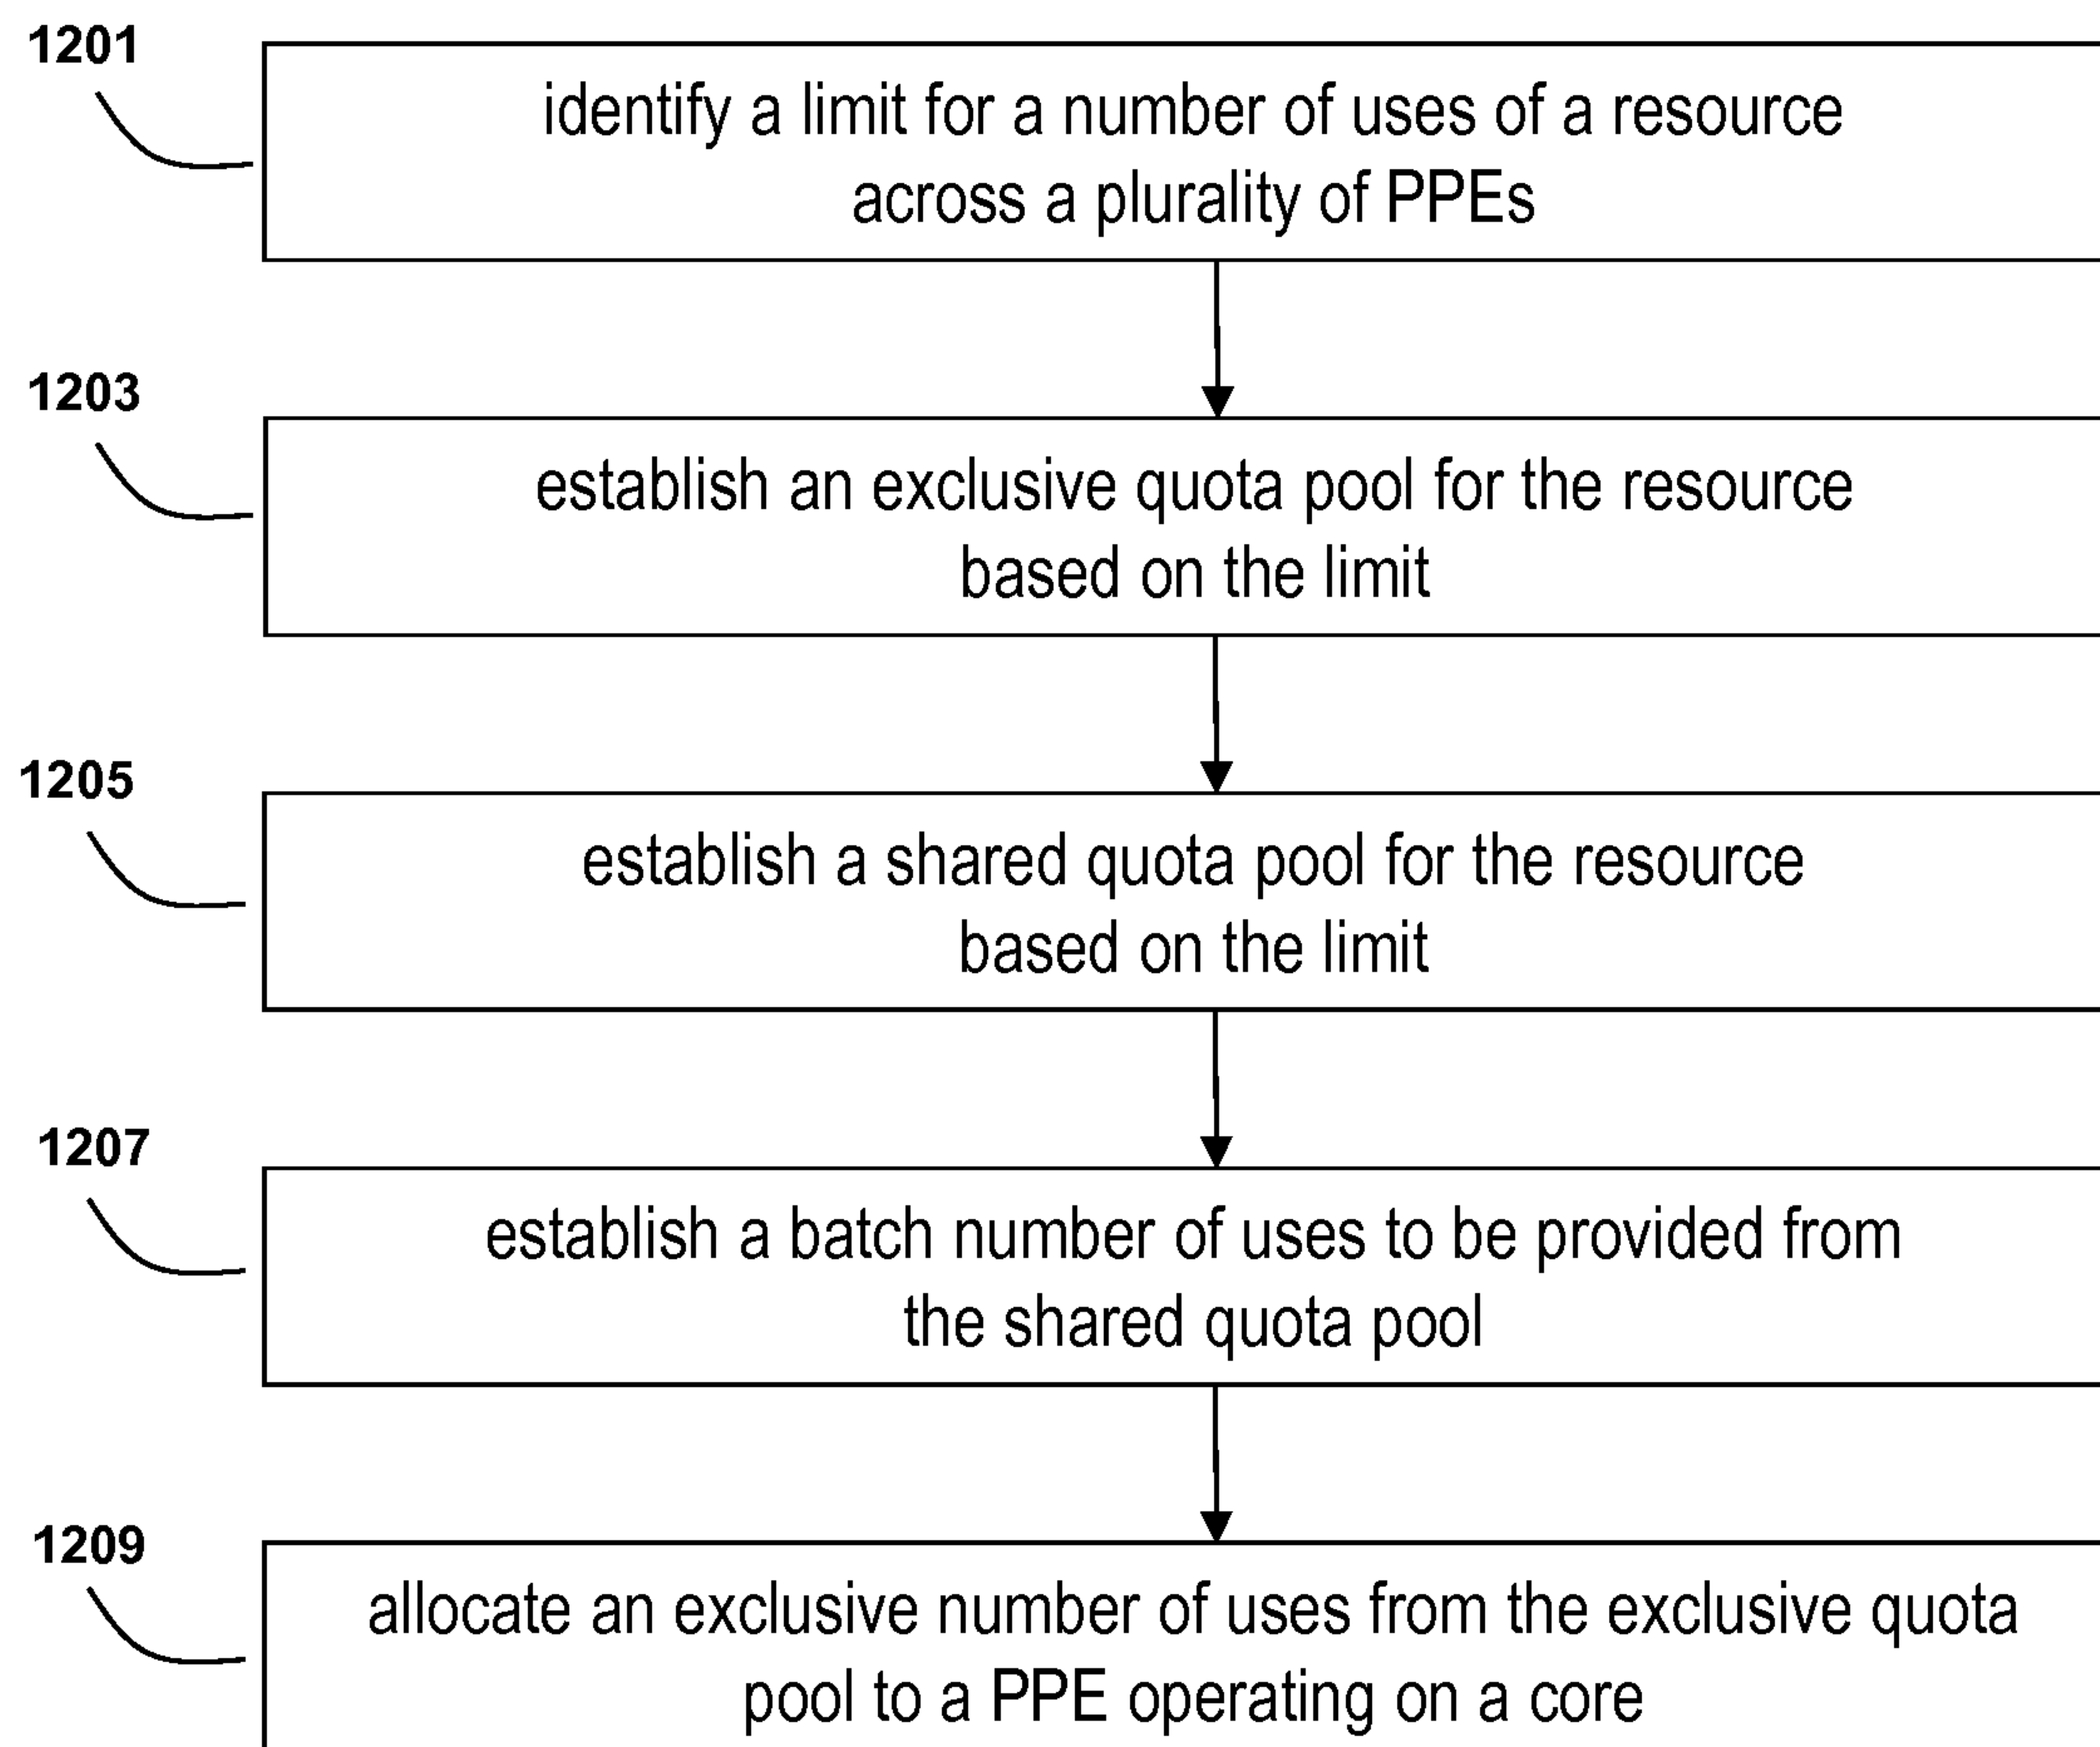 1201
identify a limit for a number of uses of a resource
across a plurality of PPEs
1203
establish an exclusive quota pool for the resource
based on the limit
1205
establish a shared quota pool for the resource
based on the limit
1207
establish a batch number of uses to be provided from
the shared quota pool
1209
allocate an exclusive number of uses from the exclusive quota
pool to a PPE operating on a core